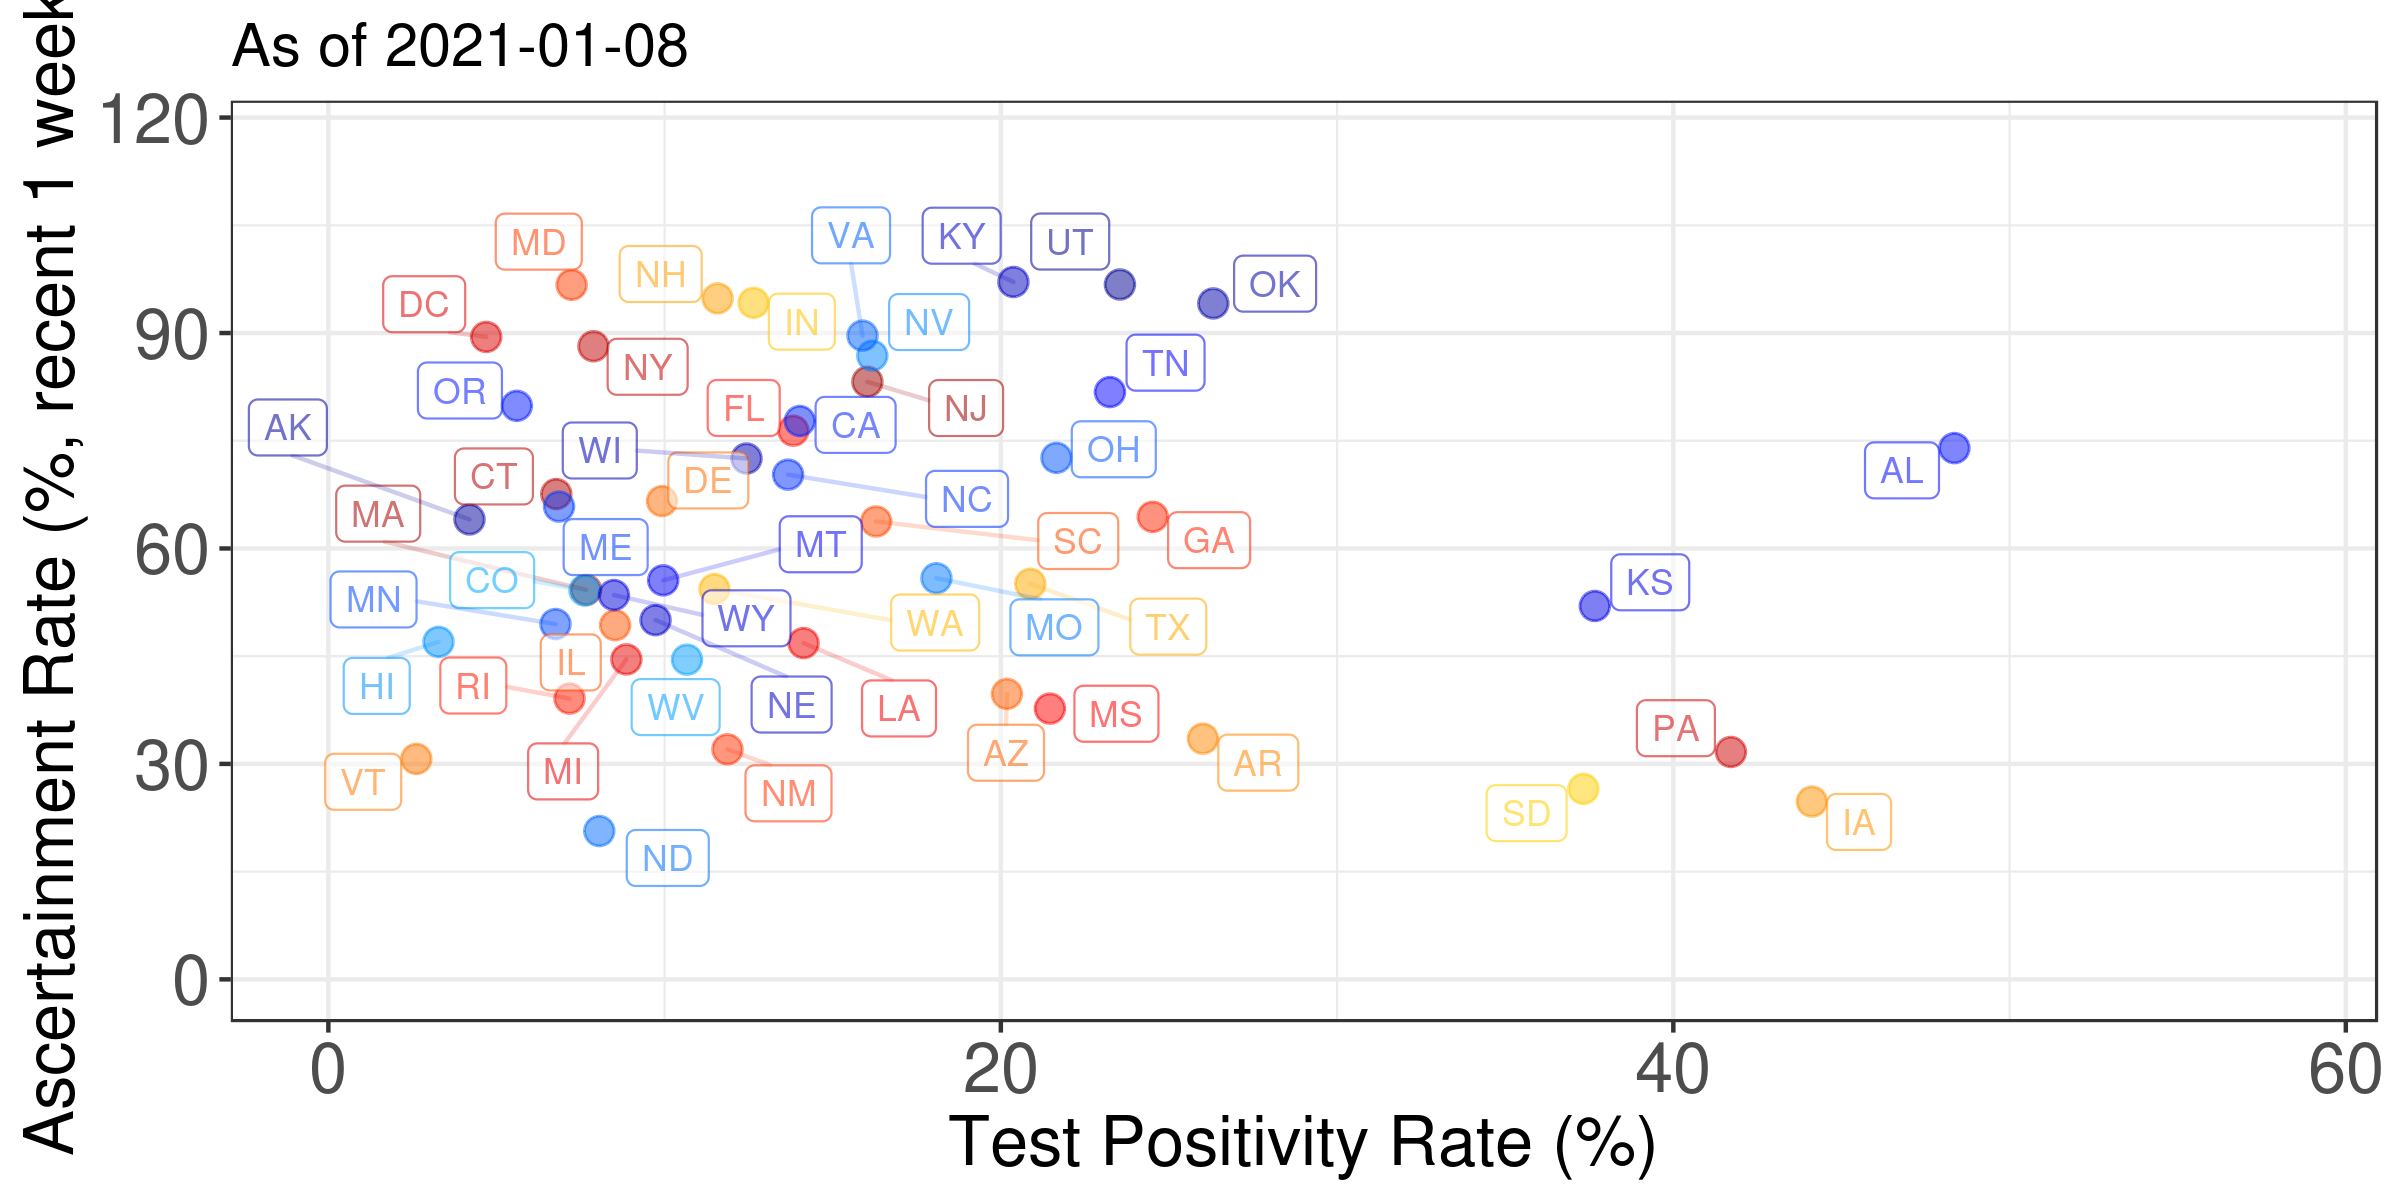 As of 2021-01-08
Ascertainment Rate (%, recent 1 week
120
90
60
30
0
MD
VA
KY
UT
NH
OK
DC
IN
NV
TN
NY
OR
FL
CA
NJ
AK
WI
OH
CT
DE
AL
MA
NC
ME
MT
SC
GA
CO
KS
MN
WY
WA
MO
TX
IL
HI
RI
WV
NE
LA
MS
PA
AZ
VT
MI
NM
AR
SD
IA
ND
0
20
40
60
Test Positivity Rate (%)